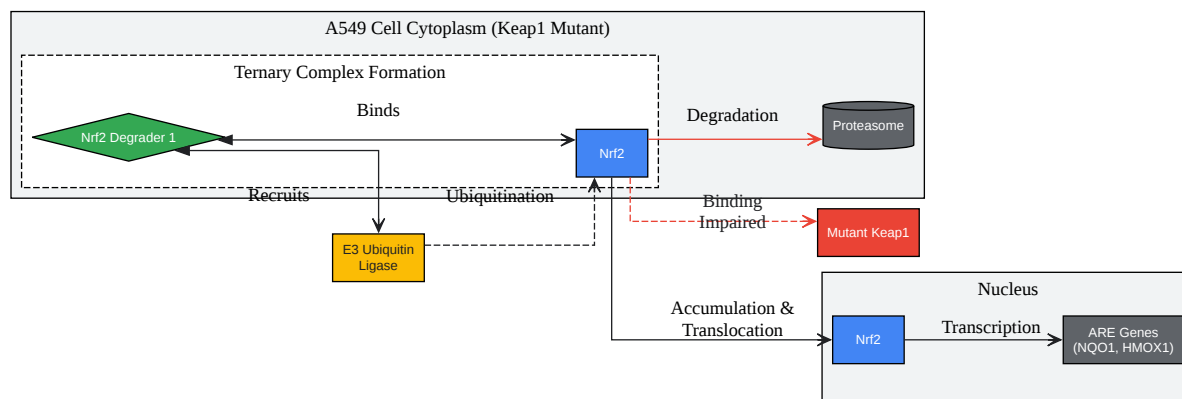 A549 Cell Cytoplasm (Keap1 Mutant)
Ternary Complex Formation
Binds
Nrf2 Degrader 1
Nrf2
Degradation
Proteasome
Recruits
Ubiquitination
Binding
Impaired
E3 Ubiquitin
Ligase
Mutant Keap1
Nucleus
Accumulation &
Translocation
Nrf2
Transcription
ARE Genes
(NQO1, HMOX1)